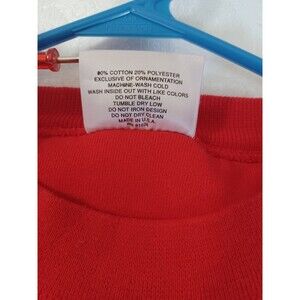 80% COTTON 20% POLYESTER
EXCLUSIVE OF ORNAMENTATION
MACHINE-WASH COLD
WASH INSIDE OUT WITH LIKE COLORS
DO NOT BLEACH
TUMBLE DRY LOW
DO NOT IRON DESIGN
DO NOT DRY CLEAN
MADE IN U.S.A.